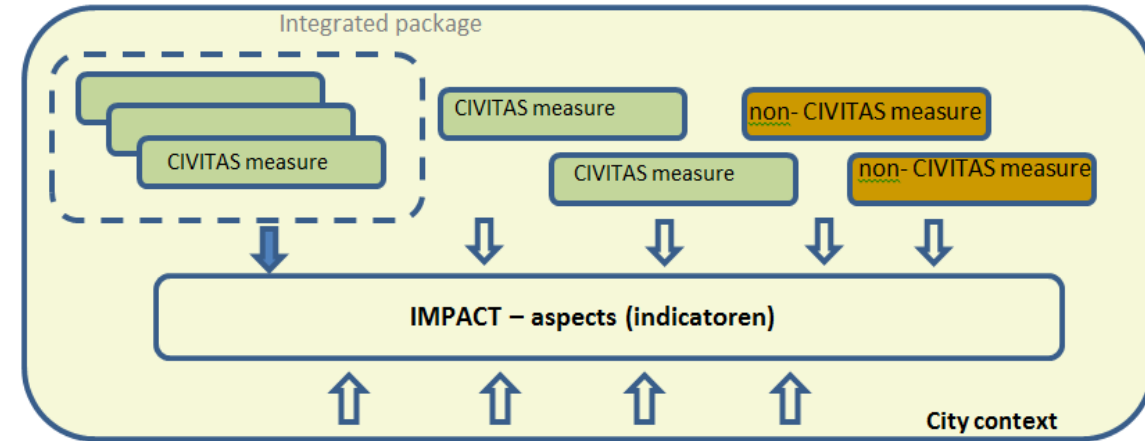 Integrated package
CIVITAS measure
CIVITAS measure
CIVITAS measure
non- CIVITAS measure
non- CIVITAS measure
IMPACT – aspects (indicatoren)
City context